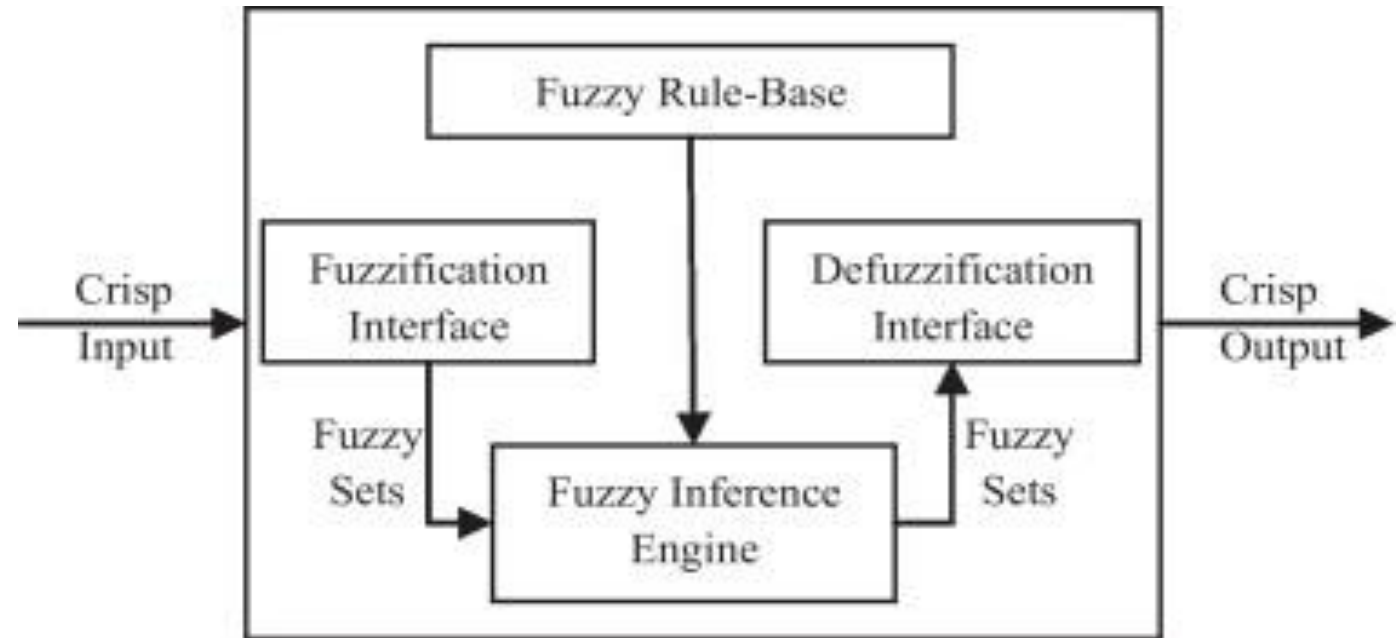 Fuzzy Rule-Base
Fuzzification
Interface
Defuzzification
Interface
Crisp
Input
Crisp
Output
Fuzzy
Sets
Fuzzy
Sets
Fuzzy Inference
Engine